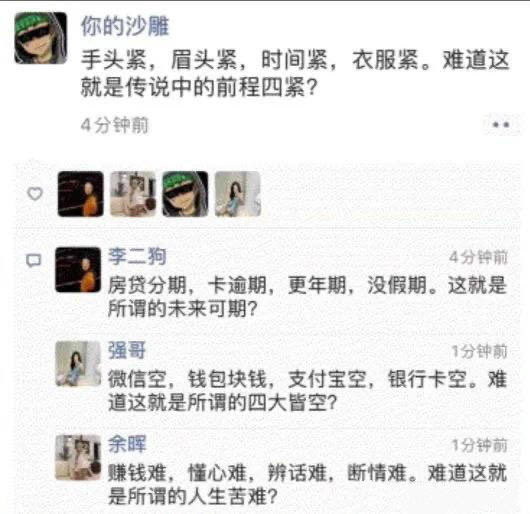 你的沙雕
手头紧，眉头紧，时间紧，衣服紧。难道这
就是传说中的前程四紧？
4分钟前
李二狗
4分钟前
房贷分期，卡逾期，更年期，没假期。这就是
所谓的未来可期？
强哥
1分钟前
微信空，钱包块钱，支付宝空，银行卡空。难
道这就是所谓的四大皆空？
余晖
1分钟前
赚钱难，懂心难，辨话难，断情难。难道这就
是所谓的人生苦难？